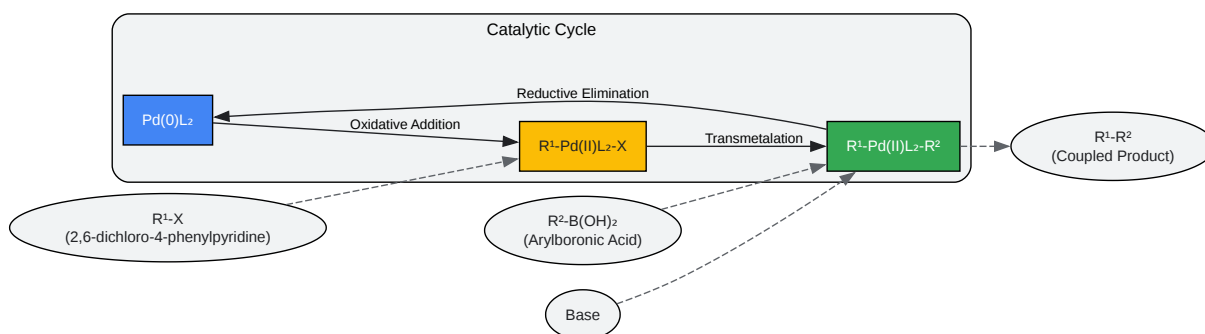 Catalytic Cycle
Reductive Elimination
Pd(0)L₂
Oxidative Addition
R¹-Pd(II)L₂-X
Transmetalation
R¹-Pd(II)L₂-R²
R¹-R²
(Coupled Product)
R¹-X
(2,6-dichloro-4-phenylpyridine)
R²-B(OH)₂
(Arylboronic Acid)
Base